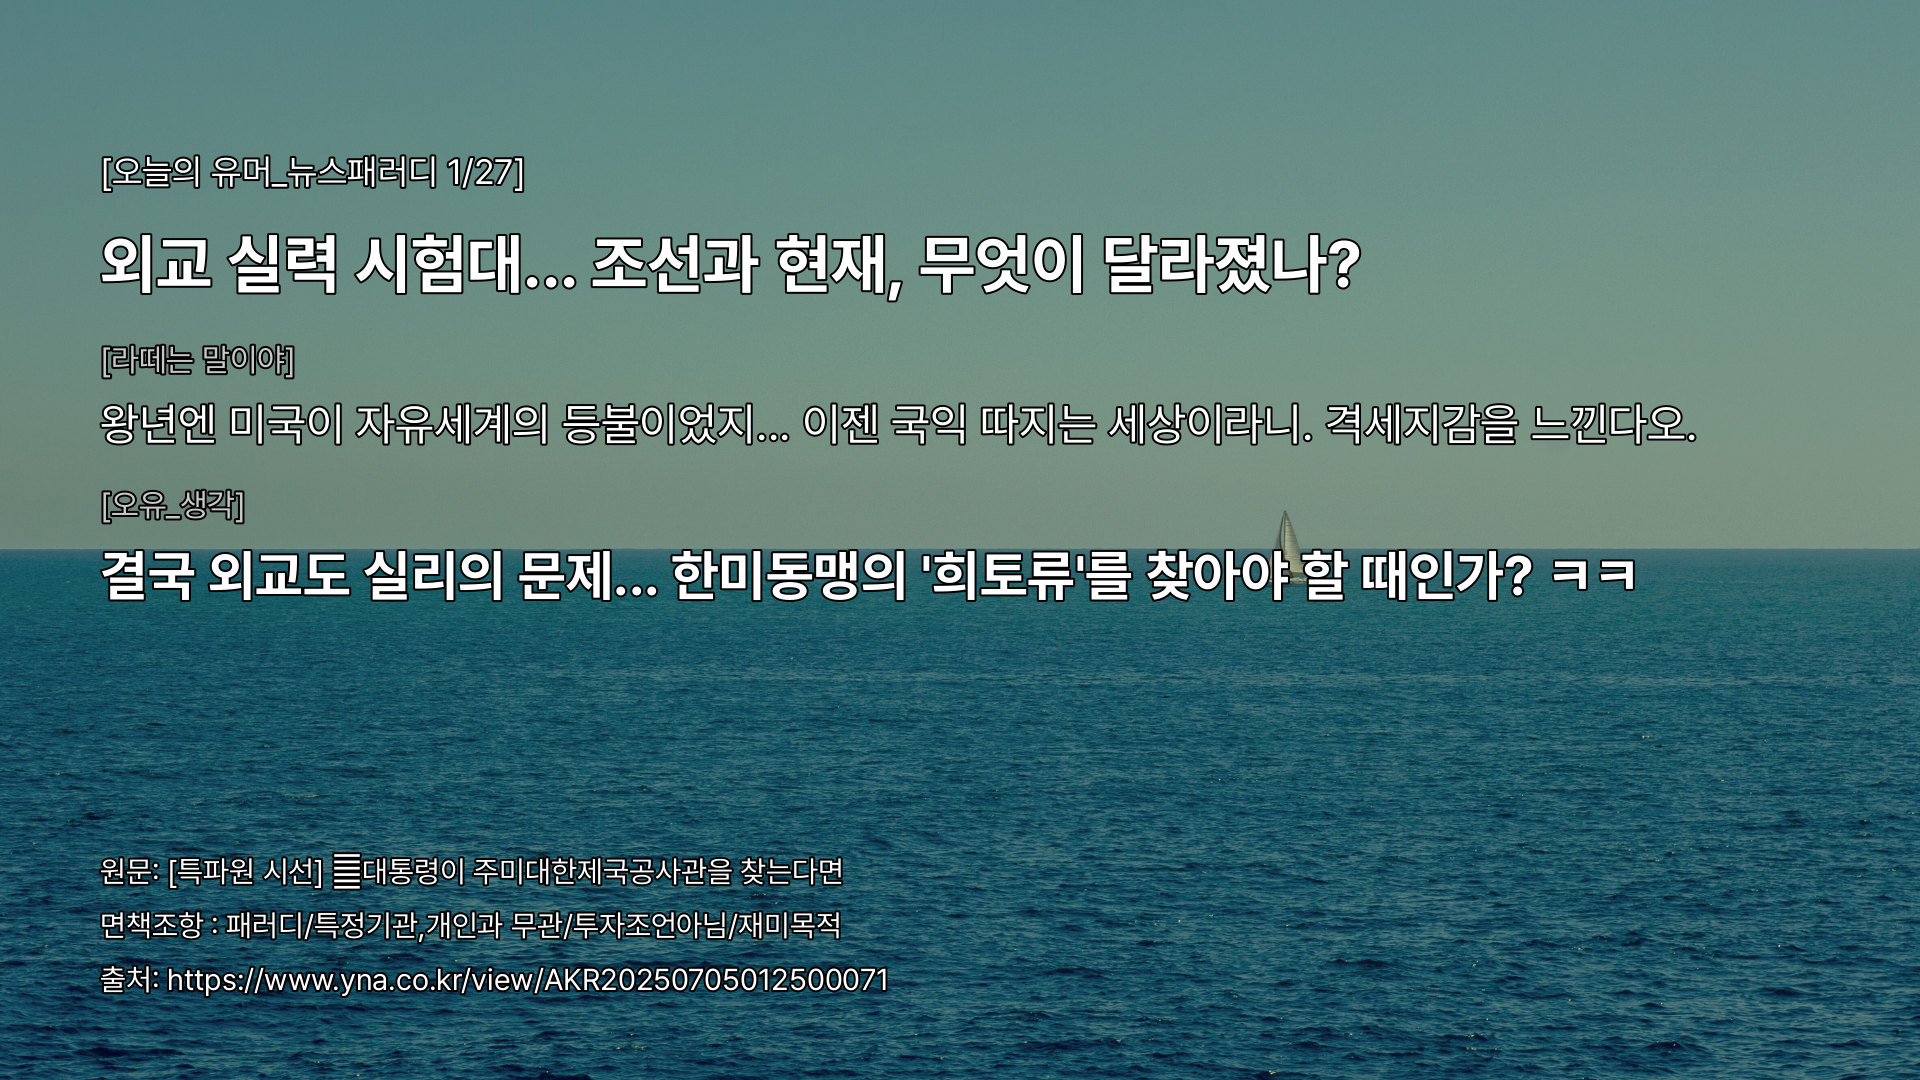 [오늘의 유머_뉴스패러디 1/27]
외교 실력 시험대... 조선과 현재, 무엇이 달라졌나?
[라떼는 말이야]
왕년엔 미국이 자유세계의 등불이었지... 이젠 국익 따지는 세상이라니. 격세지감을 느낀다오.
[오유_생각]
결국 외교도 실리의 문제... 한미동맹의 '희토류'를 찾아야 할 때인가? ㅋㅋ
원문: [특파원 시선] 대통령이 주미대한제국공사관을 찾는다면
면책조항 : 패러디/특정기관,개인과 무관/투자조언아님/재미목적
출처: https://www.yna.co.kr/view/AKR20250705012500071